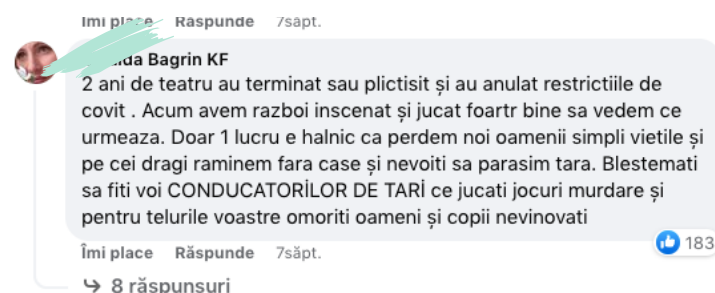 Îmi place Răspunde 7săpt.
Bagrin KF
2 ani de teatru au terminat sau plictisit și au anulat restrictiile de
covit . Acum avem razboi inscenat și jucat foartr bine sa vedem ce
urmeaza. Doar 1 lucru e halnic ca perdem noi oamenii simpli vietile și
pe cei dragi raminem fara case și nevoiti sa parasim tara. Blestemati
sa fiti voi CONDUCATORİLOR DE TARİ ce jucati jocuri murdare și
pentru telurile voastre omoriti oameni și copii nevinovati
Îmi place Răspunde 7săpt.
183
8 răspunsuri